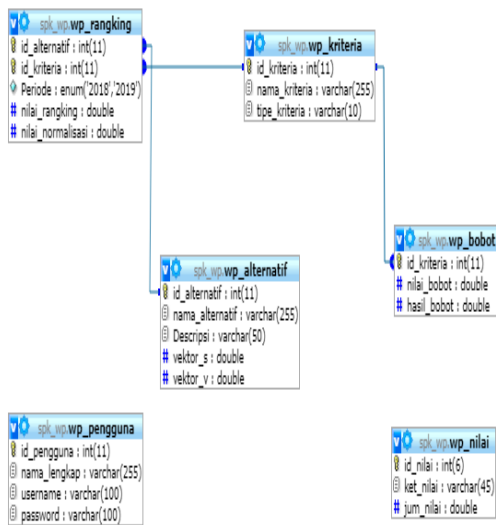 spk_wp.wp_rangking
id_alternatif : int(11)
id_kriteria : int(11)
Periode : enum('2018','2019')
nilai_rangking : double
nilai_normalisasi : double
spk_wp.wp_kriteria
id_kriteria : int(11)
nama_kriteria : varchar(255)
tipe_kriteria : varchar(10)
spk_wp.wp_bobot
id_kriteria : int(11)
nilai_bobot : double
hasil_bobot : double
spk_wp.wp_alternatif
id_alternatif : int(11)
nama_alternatif : varchar(255)
Descripsi : varchar(50)
vektor_s : double
vektor_v : double
spk_wp.wp_pengguna
id_pengguna : int(11)
nama_lengkap : varchar(255)
username : varchar(100)
password : varchar(100)
spk_wp.wp_nilai
id_nilai : int(6)
ket_nilai : varchar(45)
jum_nilai : double